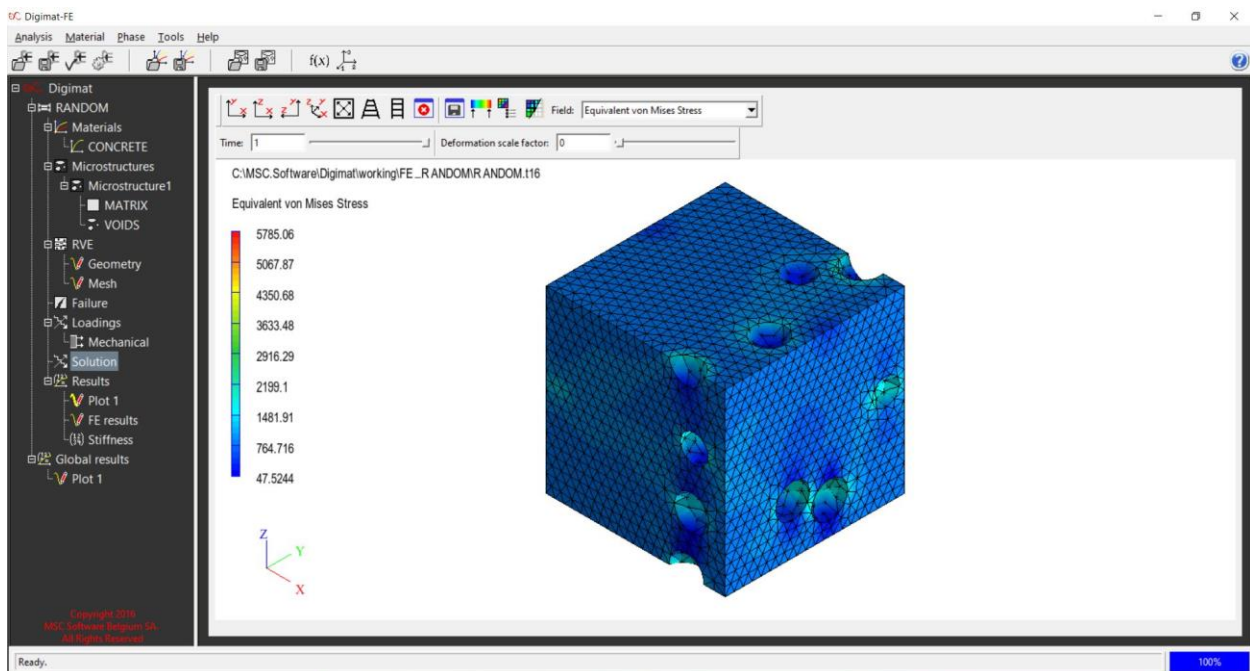 Digimat-FE
Analysis Material Phase Tools Help
f(x)
Digimat
RANDOM
Materials
CONCRETE
Microstructures
Microstructure1
MATRIX
VOIDS
RVE
Geometry
Mesh
Failure
Loadings
Mechanical
Solution
Results
Plot 1
FE results
Stiffness
Global results
Plot 1
Copyright 2016
MSC Software Belgium SA.
All Rights Reserved
Field: Equivalent von Mises Stress
Time: 1 Deformation scale factor: 0
C:\MSC.Software\Digimat\working\FE_RANDOM\RANDOM.t16
Equivalent von Mises Stress
5785.06
5067.87
4350.68
3633.48
2916.29
2199.1
1481.91
764.716
47.5244
Z
Y
X
Ready. 100%